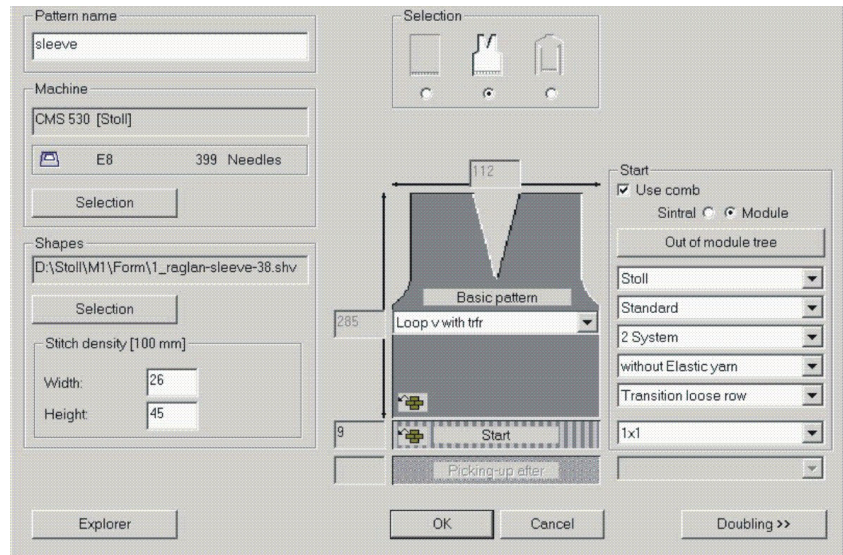 Pattern name
sleeve
Machine
CMS 530 [Stoll]
E8 399 Needles
Selection
Shapes
D:\Stoll\M1\Form\1_raglan-sleeve-38.shv
Selection
Stitch density [100 mm]
Width: 26
Height: 45
Explorer
Selection
112
285
Basic pattern
Loop v with trfr
9
Start
Picking-up after
OK
Cancel
Start
Use comb
Sintral Module
Out of module tree
Stoll
Standard
2 System
without Elastic yarn
Transition loose row
1x1
Doubling >>